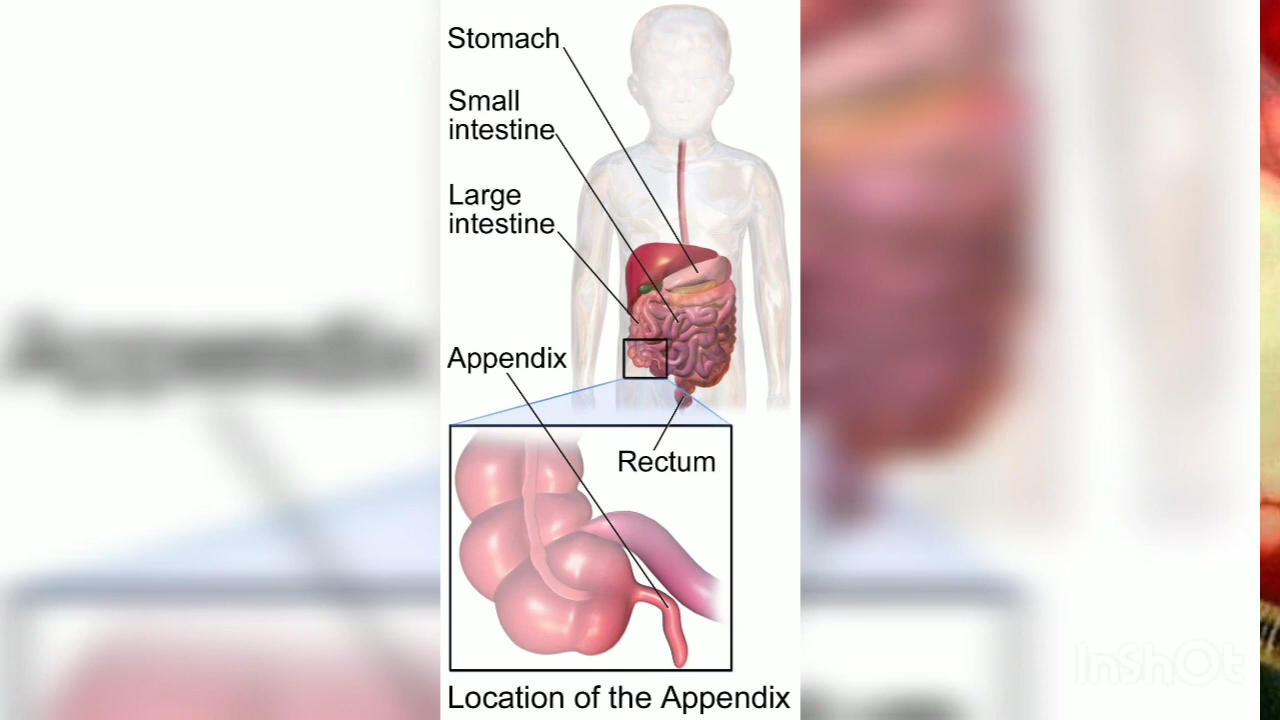 Stomach
Small
intestine
Large
intestine
Appendix
Rectum
Location of the Appendix
InShOt